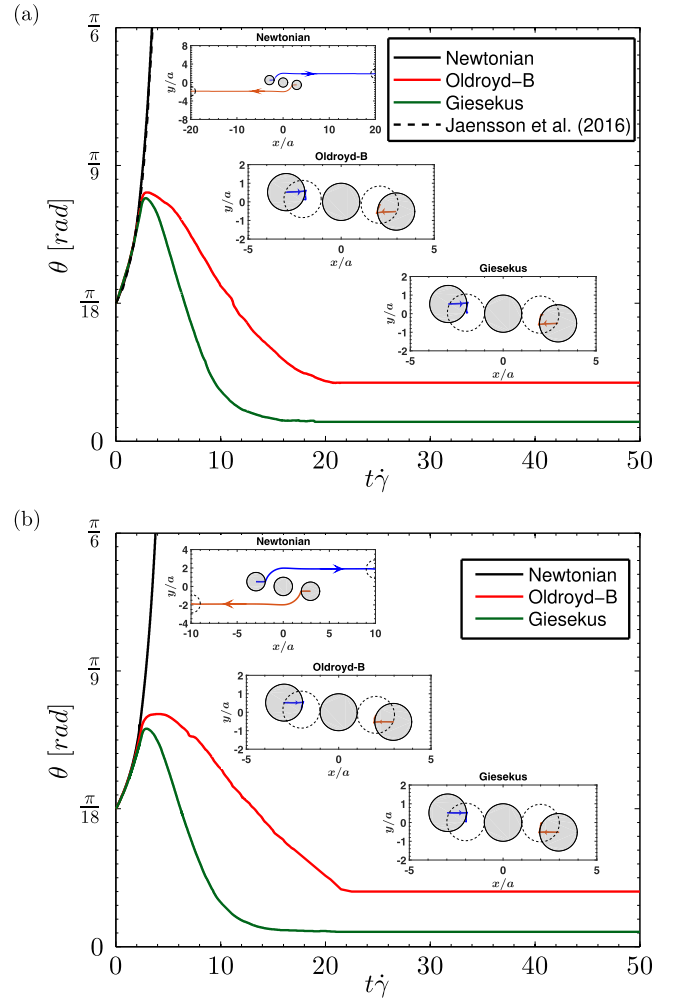 (a)
π/6
π/9
π/18
0
θ [rad]
0 10 20 30 40 50
tγ̇
Newtonian
Oldroyd−B
Giesekus
Jaensson et al. (2016)
Newtonian
8
4
0
-4
-8
y/a
-20 -10 0 10 20
x/a
Oldroyd-B
2
1
0
-1
-2
y/a
-5 0 5
x/a
Giesekus
2
1
0
-1
-2
y/a
-5 0 5
x/a
(b)
π/6
π/9
π/18
0
θ [rad]
0 10 20 30 40 50
tγ̇
Newtonian
Oldroyd−B
Giesekus
Newtonian
4
2
0
-2
-4
y/a
-10 -5 0 5 10
x/a
Oldroyd-B
2
1
0
-1
-2
y/a
-5 0 5
x/a
Giesekus
2
1
0
-1
-2
y/a
-5 0 5
x/a